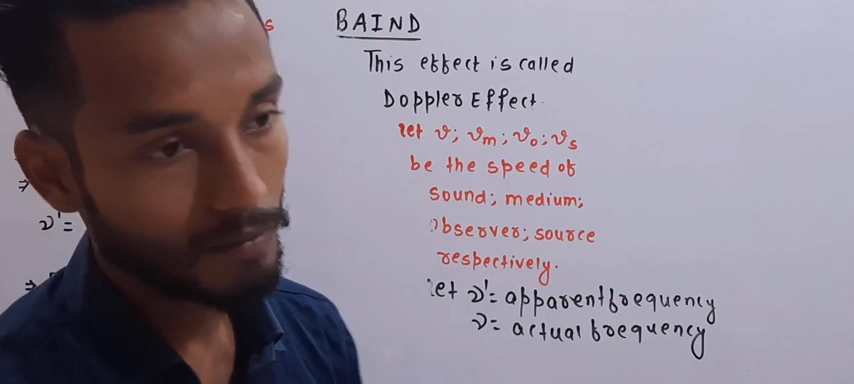 s
BAIND
This effect is called
Doppler Effect.
let v; vm; vo; vs
be the speed of
sound; medium;
observer; source
respectively.
let ν' = apparent frequency
ν = actual frequency
⇒
ν' =
⇒